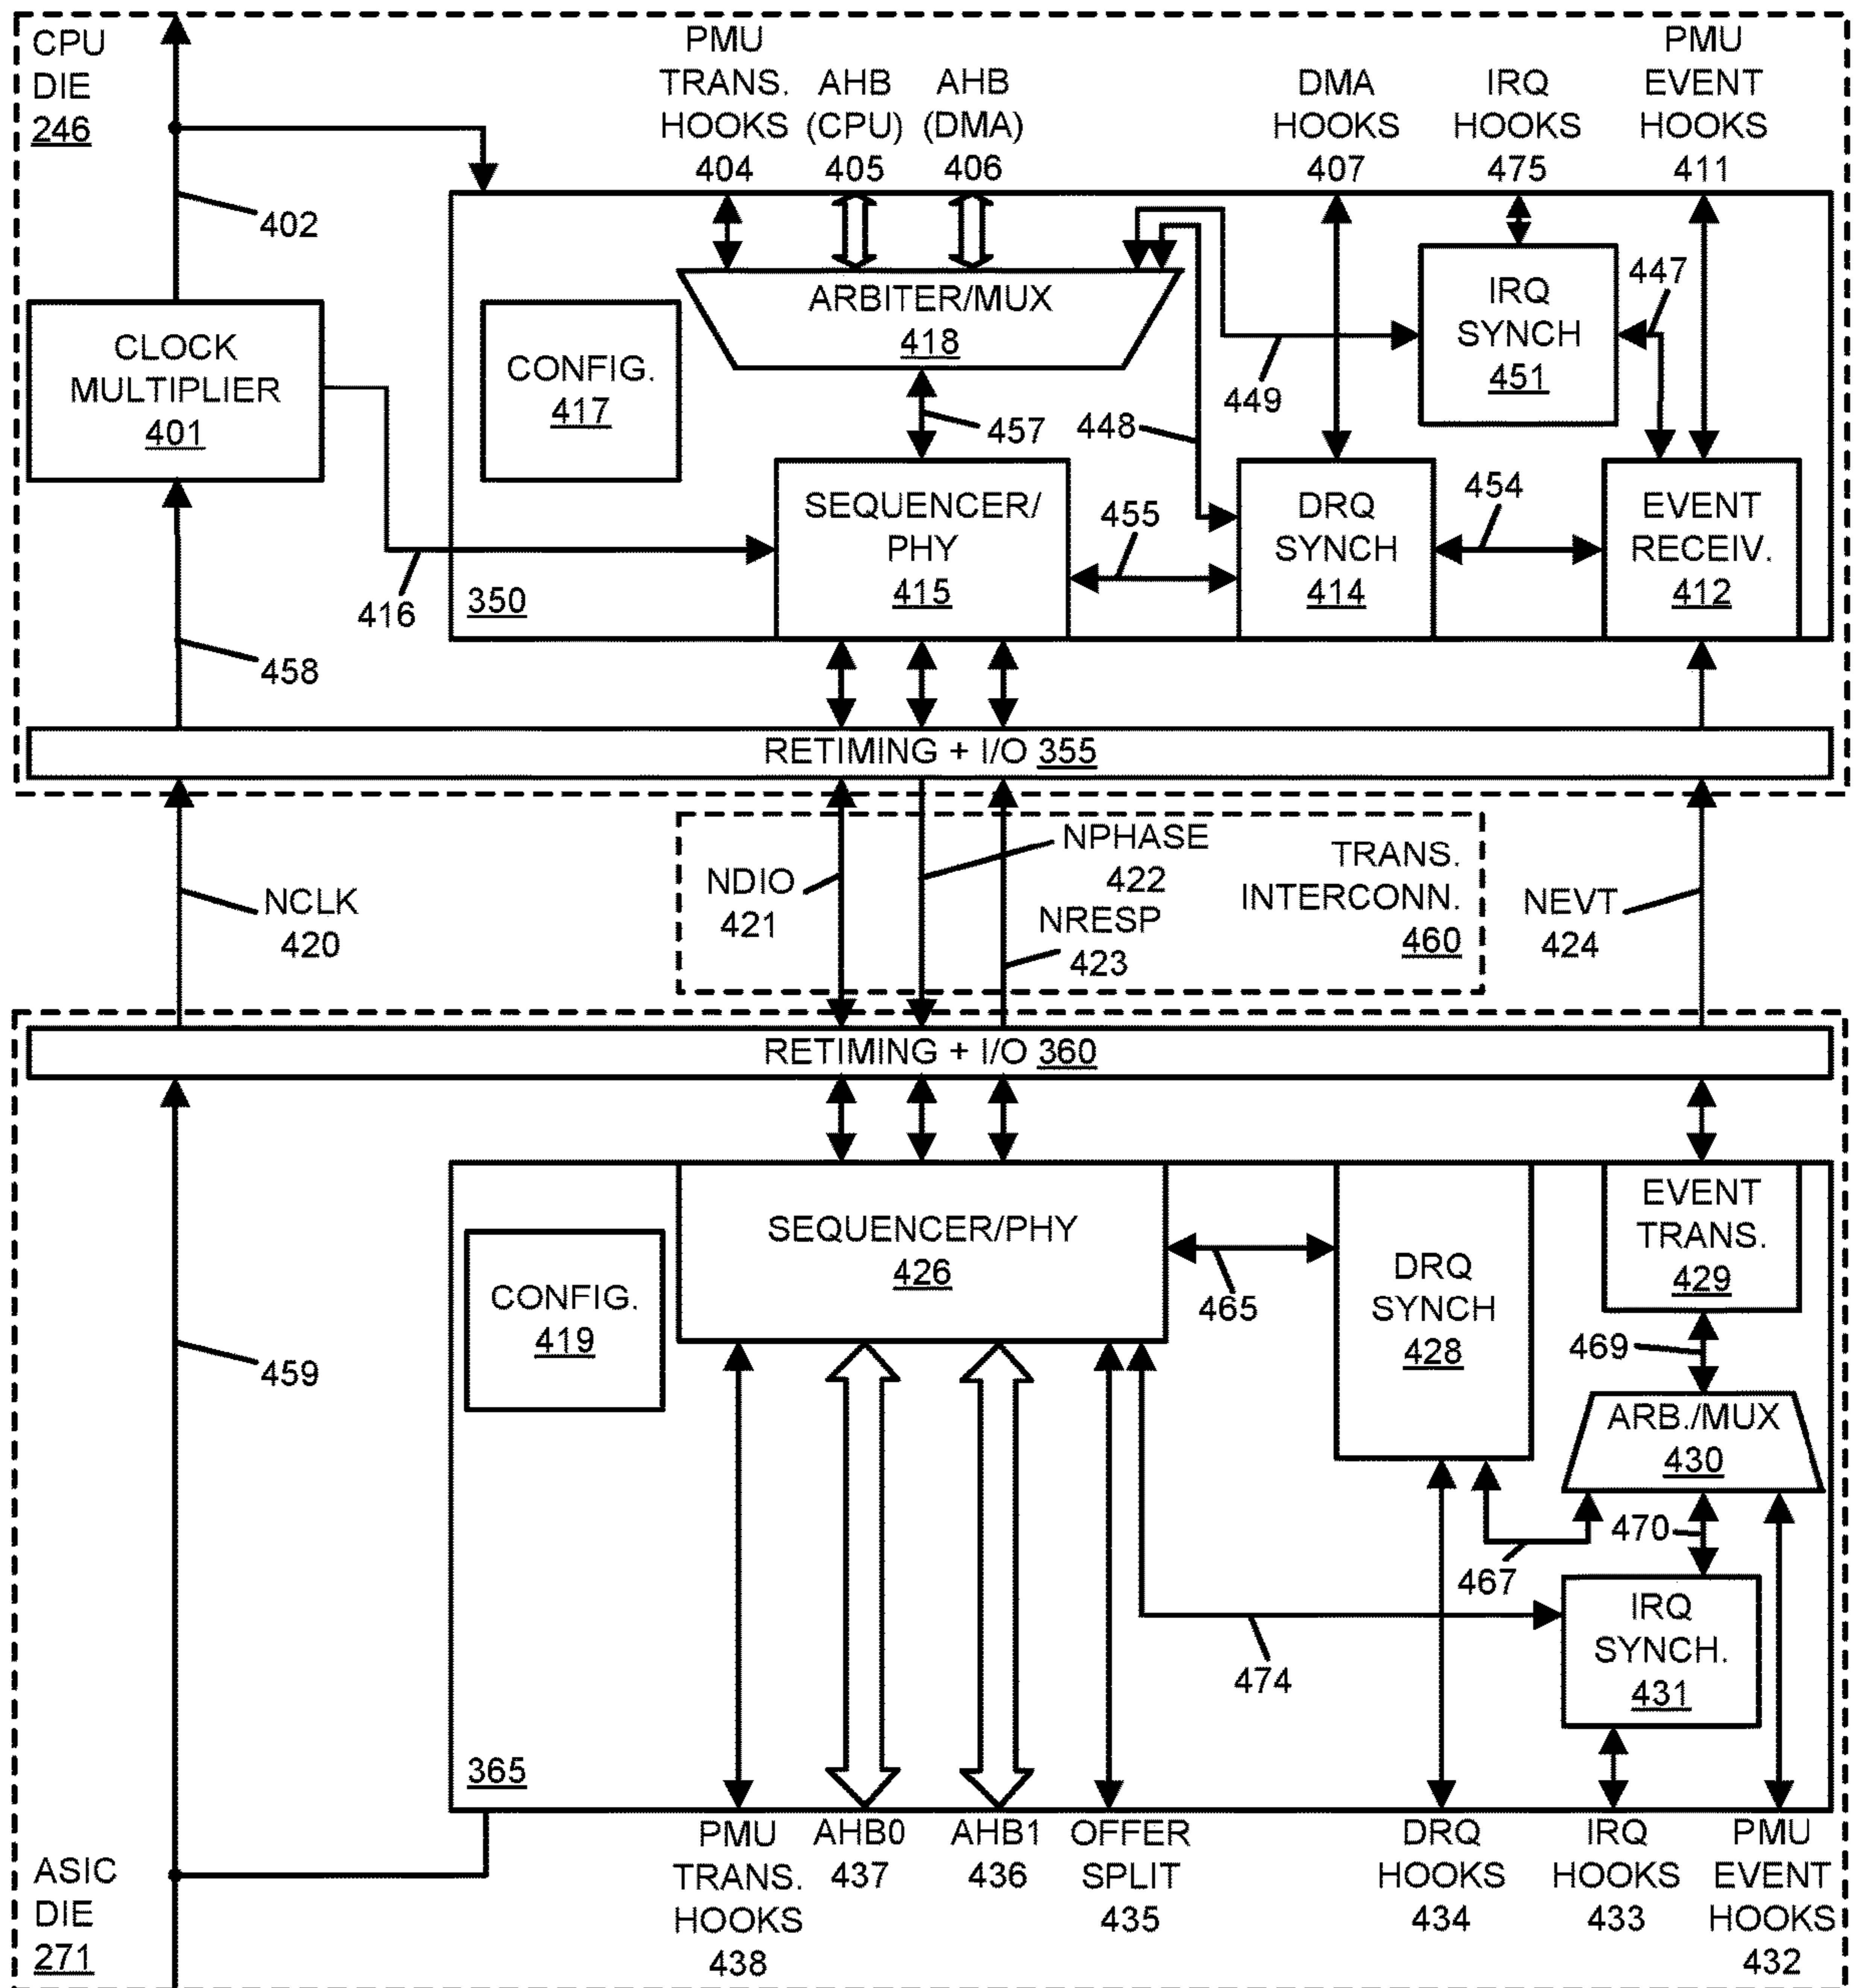 CPU
DIE
246
PMU
TRANS.
HOOKS
404
AHB
(CPU)
405
AHB
(DMA)
406
DMA
HOOKS
407
IRQ
HOOKS
475
PMU
EVENT
HOOKS
411
402
CLOCK
MULTIPLIER
401
CONFIG.
417
ARBITER/MUX
418
449
IRQ
SYNCH
451
447
457
448
SEQUENCER/
PHY
415
455
DRQ
SYNCH
414
454
EVENT
RECEIV.
412
416
350
458
RETIMING + I/O 355
NCLK
420
NDIO
421
NPHASE
422
NRESP
423
TRANS.
INTERCONN.
460
NEVT
424
RETIMING + I/O 360
459
CONFIG.
419
SEQUENCER/PHY
426
465
DRQ
SYNCH
428
EVENT
TRANS.
429
469
ARB./MUX
430
467
470
474
IRQ
SYNCH.
431
365
ASIC
DIE
271
PMU
TRANS.
HOOKS
438
AHB0
437
AHB1
436
OFFER
SPLIT
435
DRQ
HOOKS
434
IRQ
HOOKS
433
PMU
EVENT
HOOKS
432